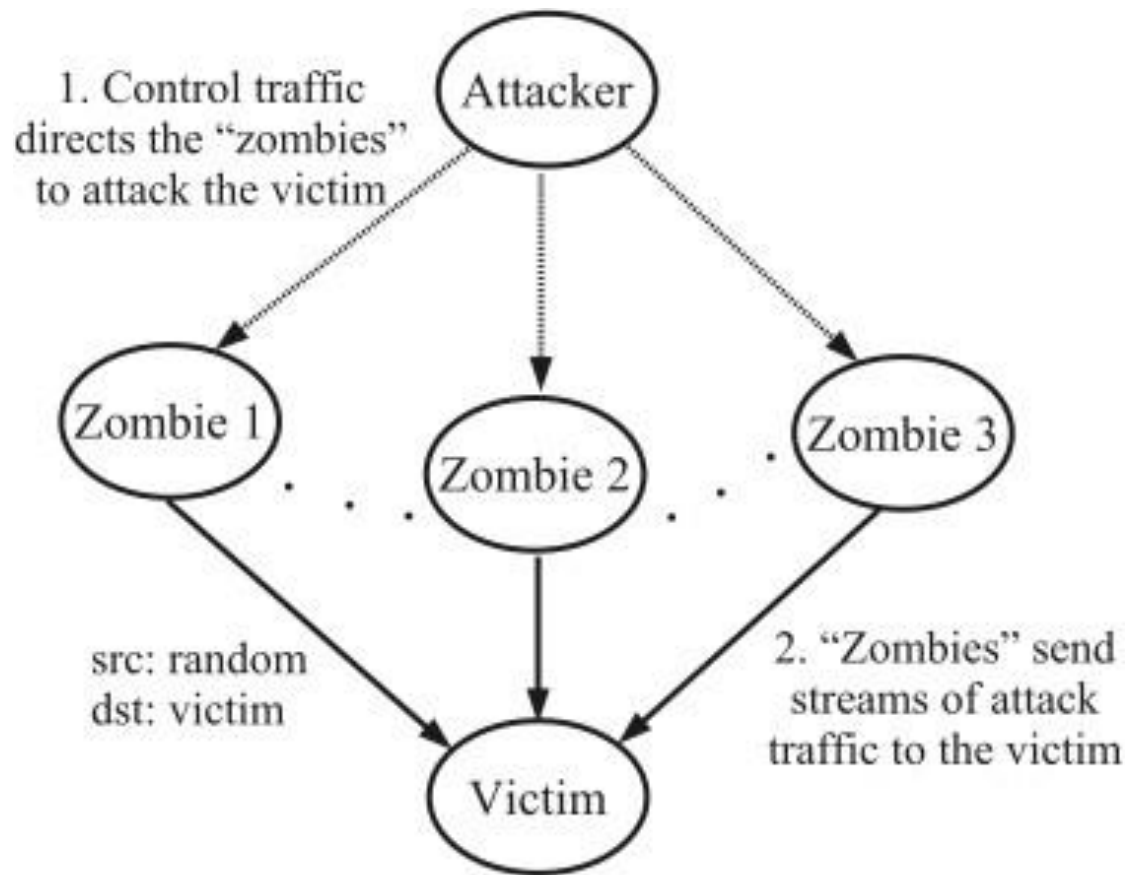 Attacker
1. Control traffic
directs the “zombies”
to attack the victim
Zombie 1
Zombie 2
Zombie 3
src: random
dst: victim
2. “Zombies” send
streams of attack
traffic to the victim
Victim